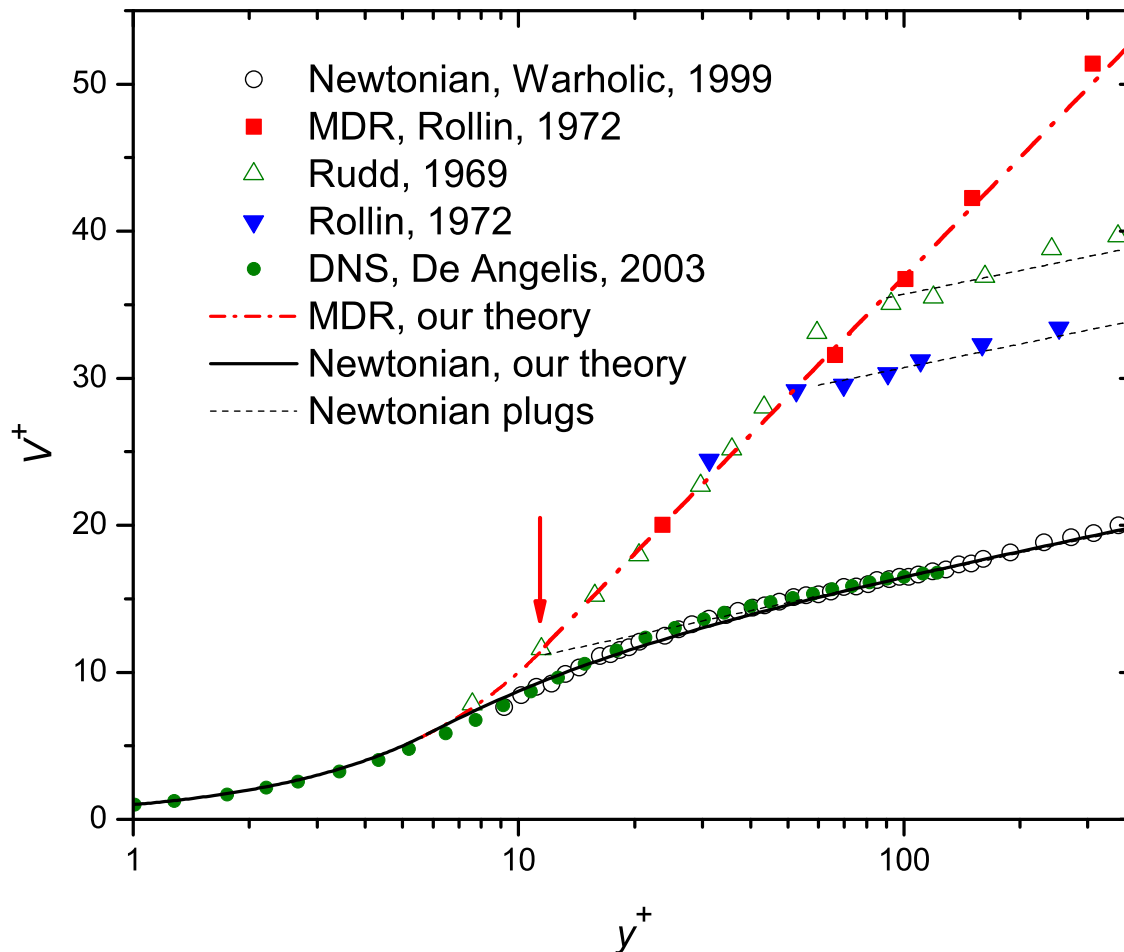 50
40
30
20
10
0
V+
Newtonian, Warholic, 1999
MDR, Rollin, 1972
Rudd, 1969
Rollin, 1972
DNS, De Angelis, 2003
MDR, our theory
Newtonian, our theory
Newtonian plugs
1
10
100
y+